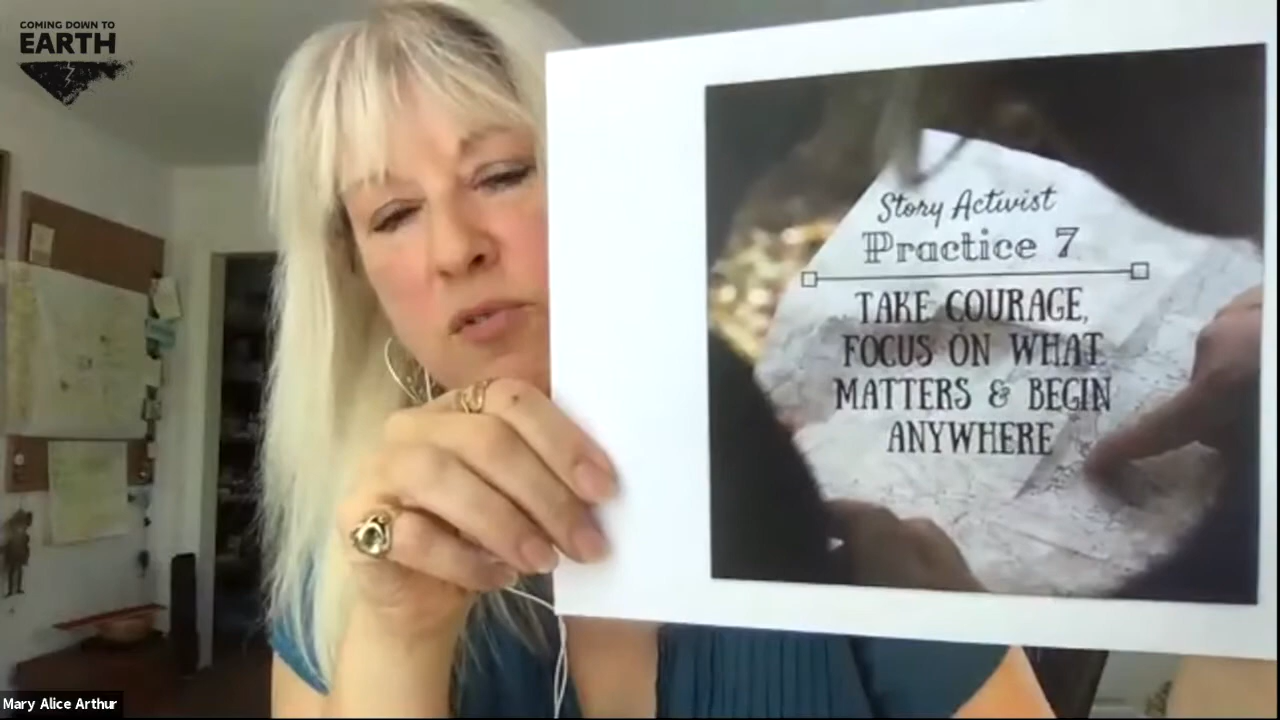 COMING DOWN TO
EARTH
Story Activist
Practice 7
TAKE COURAGE,
FOCUS ON WHAT
MATTERS & BEGIN
ANYWHERE
Mary Alice Arthur